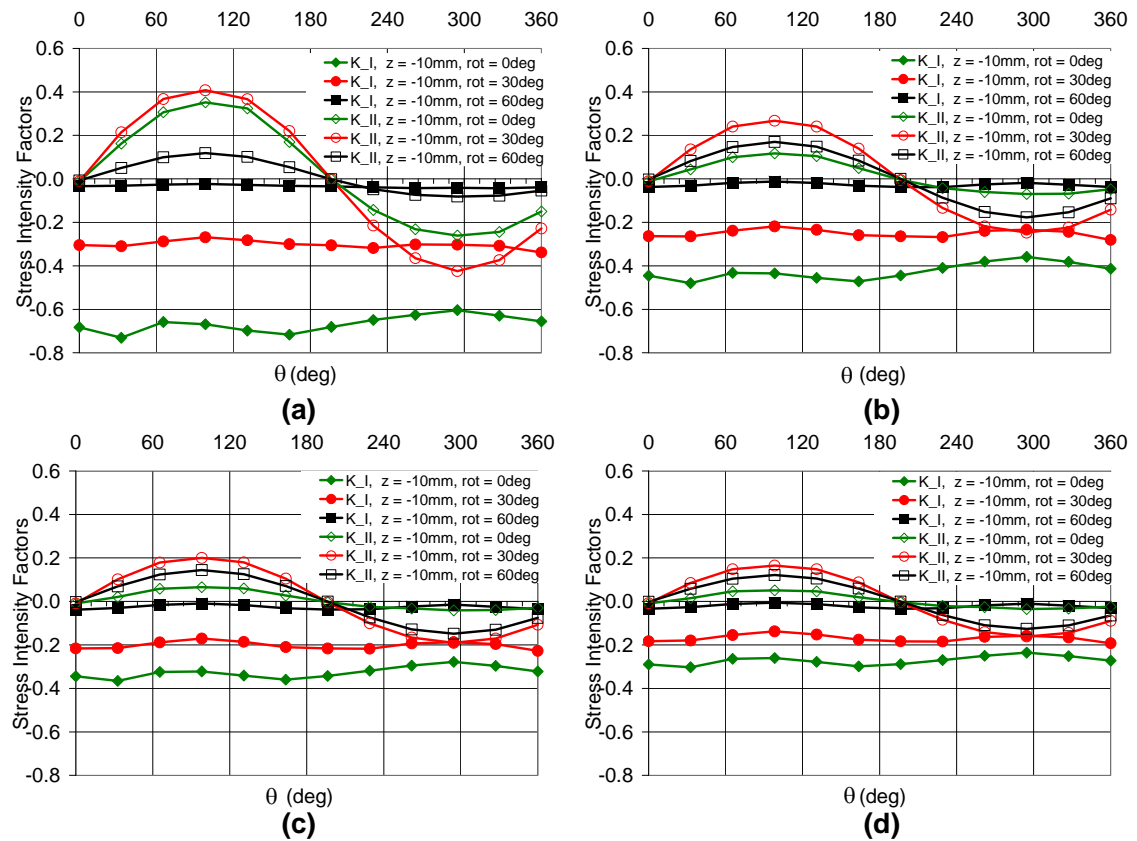 0 60 120 180 240 300 360
0.6
0.4
0.2
0.0
-0.2
-0.4
-0.6
-0.8
Stress Intensity Factors
K_I, z = -10mm, rot = 0deg
K_I, z = -10mm, rot = 30deg
K_I, z = -10mm, rot = 60deg
K_II, z = -10mm, rot = 0deg
K_II, z = -10mm, rot = 30deg
K_II, z = -10mm, rot = 60deg
θ (deg)
(a)
0 60 120 180 240 300 360
0.6
0.4
0.2
0.0
-0.2
-0.4
-0.6
-0.8
Stress Intensity Factors
K_I, z = -10mm, rot = 0deg
K_I, z = -10mm, rot = 30deg
K_I, z = -10mm, rot = 60deg
K_II, z = -10mm, rot = 0deg
K_II, z = -10mm, rot = 30deg
K_II, z = -10mm, rot = 60deg
θ (deg)
(b)
0 60 120 180 240 300 360
0.6
0.4
0.2
0.0
-0.2
-0.4
-0.6
-0.8
Stress Intensity Factors
K_I, z = -10mm, rot = 0deg
K_I, z = -10mm, rot = 30deg
K_I, z = -10mm, rot = 60deg
K_II, z = -10mm, rot = 0deg
K_II, z = -10mm, rot = 30deg
K_II, z = -10mm, rot = 60deg
θ (deg)
(c)
0 60 120 180 240 300 360
0.6
0.4
0.2
0.0
-0.2
-0.4
-0.6
-0.8
Stress Intensity Factors
K_I, z = -10mm, rot = 0deg
K_I, z = -10mm, rot = 30deg
K_I, z = -10mm, rot = 60deg
K_II, z = -10mm, rot = 0deg
K_II, z = -10mm, rot = 30deg
K_II, z = -10mm, rot = 60deg
θ (deg)
(d)